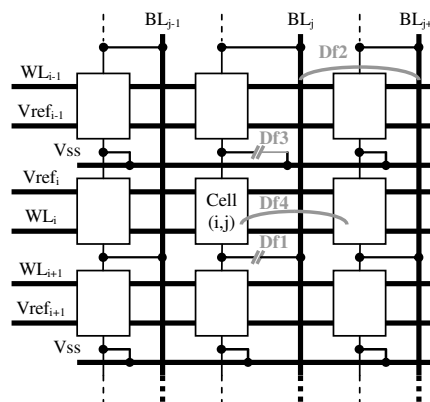 BLj-1 BLj BLj+
Df2
WLi-1
Vrefi-1
Df3
Vss
Vrefi
Cell
(i,j)
Df4
WLi
Df1
WLi+1
Vrefi+1
Vss